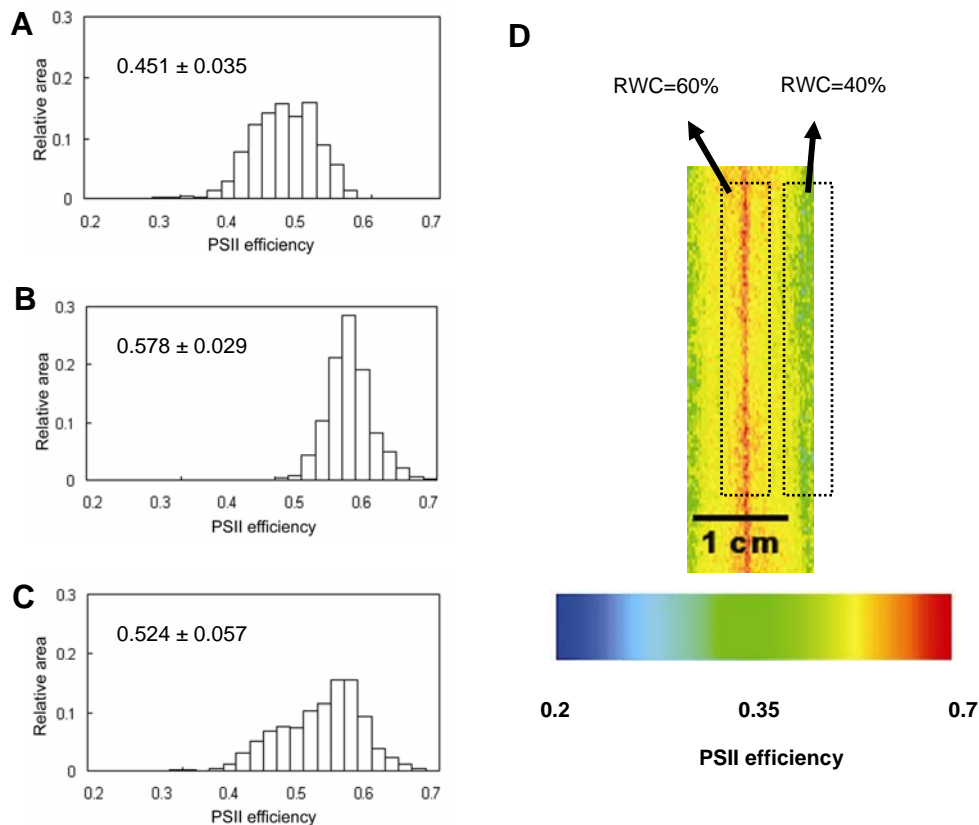 A
0.3
0.2
0.1
0
Relative area
0.451 ± 0.035
0.2 0.3 0.4 0.5 0.6 0.7
PSII efficiency
B
0.3
0.2
0.1
0
Relative area
0.578 ± 0.029
0.2 0.3 0.4 0.5 0.6 0.7
PSII efficiency
C
0.3
0.2
0.1
0
Relative area
0.524 ± 0.057
0.2 0.3 0.4 0.5 0.6 0.7
PSII efficiency
D
RWC=60% RWC=40%
1 cm
0.2 0.35 0.7
PSII efficiency